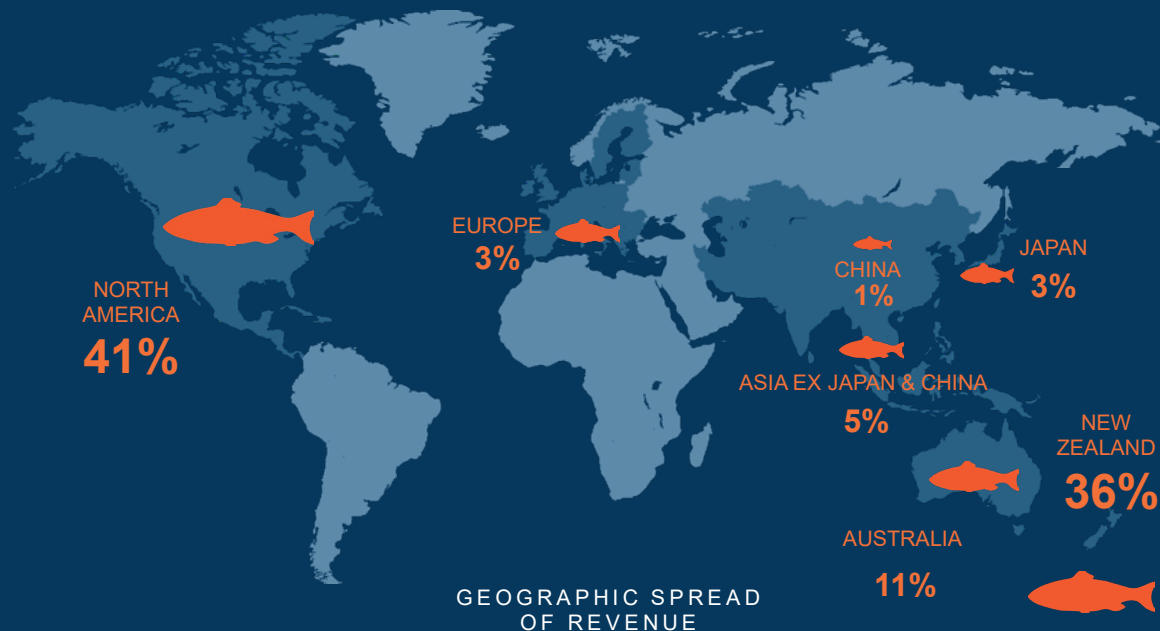 EUROPE
3%
NORTH
AMERICA
41%
CHINA
1%
JAPAN
3%
ASIA EX JAPAN & CHINA
5%
NEW
ZEALAND
36%
AUSTRALIA
11%
GEOGRAPHIC SPREAD
OF REVENUE